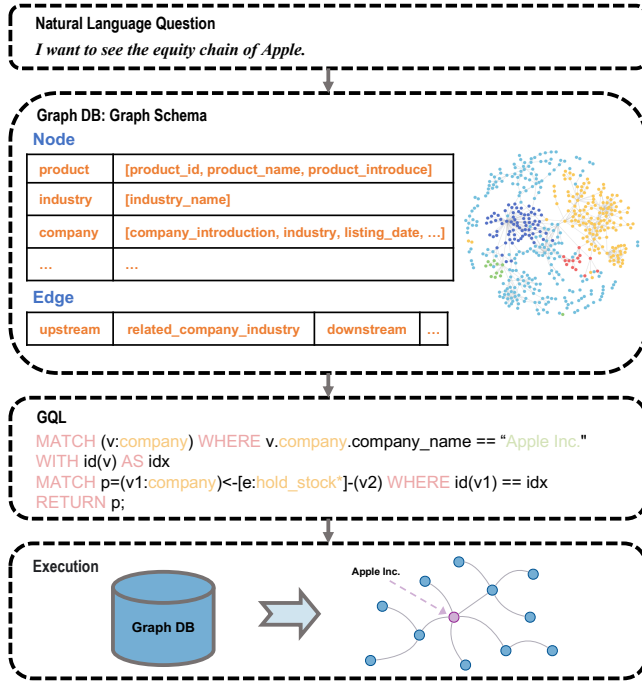 Natural Language Question
I want to see the equity chain of Apple.
Graph DB: Graph Schema
Node
product [product_id, product_name, product_introduce]
industry [industry_name]
company [company_introduction, industry, listing_date, ...]
... ...
Edge
upstream related_company_industry downstream ...
GQL
MATCH (v:company) WHERE v.company.company_name == “Apple Inc."
WITH id(v) AS idx
MATCH p=(v1:company)<-[e:hold_stock*]-(v2) WHERE id(v1) == idx
RETURN p;
Execution
Apple Inc.
Graph DB